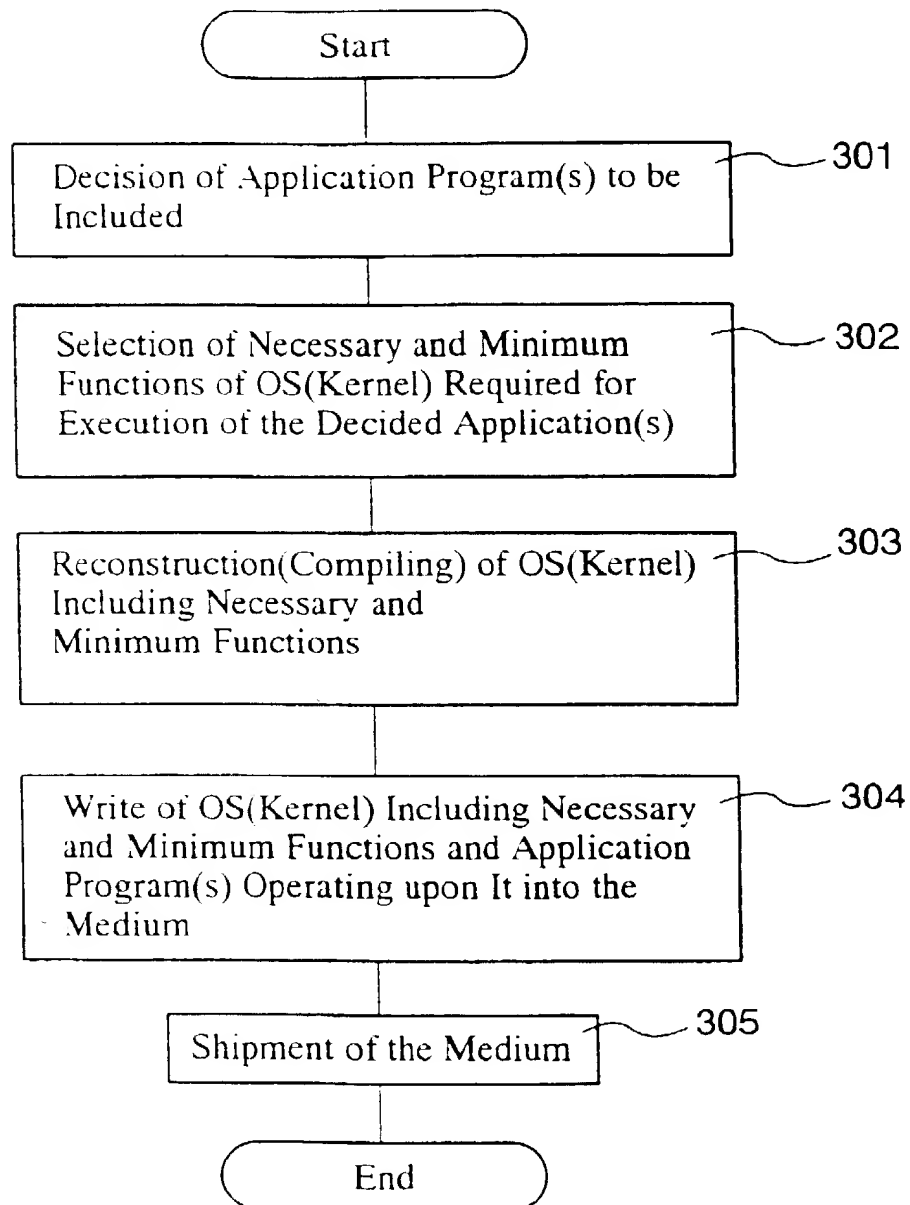 Start
301
Decision of Application Program(s) to be
Included
302
Selection of Necessary and Minimum
Functions of OS(Kernel) Required for
Execution of the Decided Application(s)
303
Reconstruction(Compiling) of OS(Kernel)
Including Necessary and
Minimum Functions
304
Write of OS(Kernel) Including Necessary
and Minimum Functions and Application
Program(s) Operating upon It into the
Medium
305
Shipment of the Medium
End